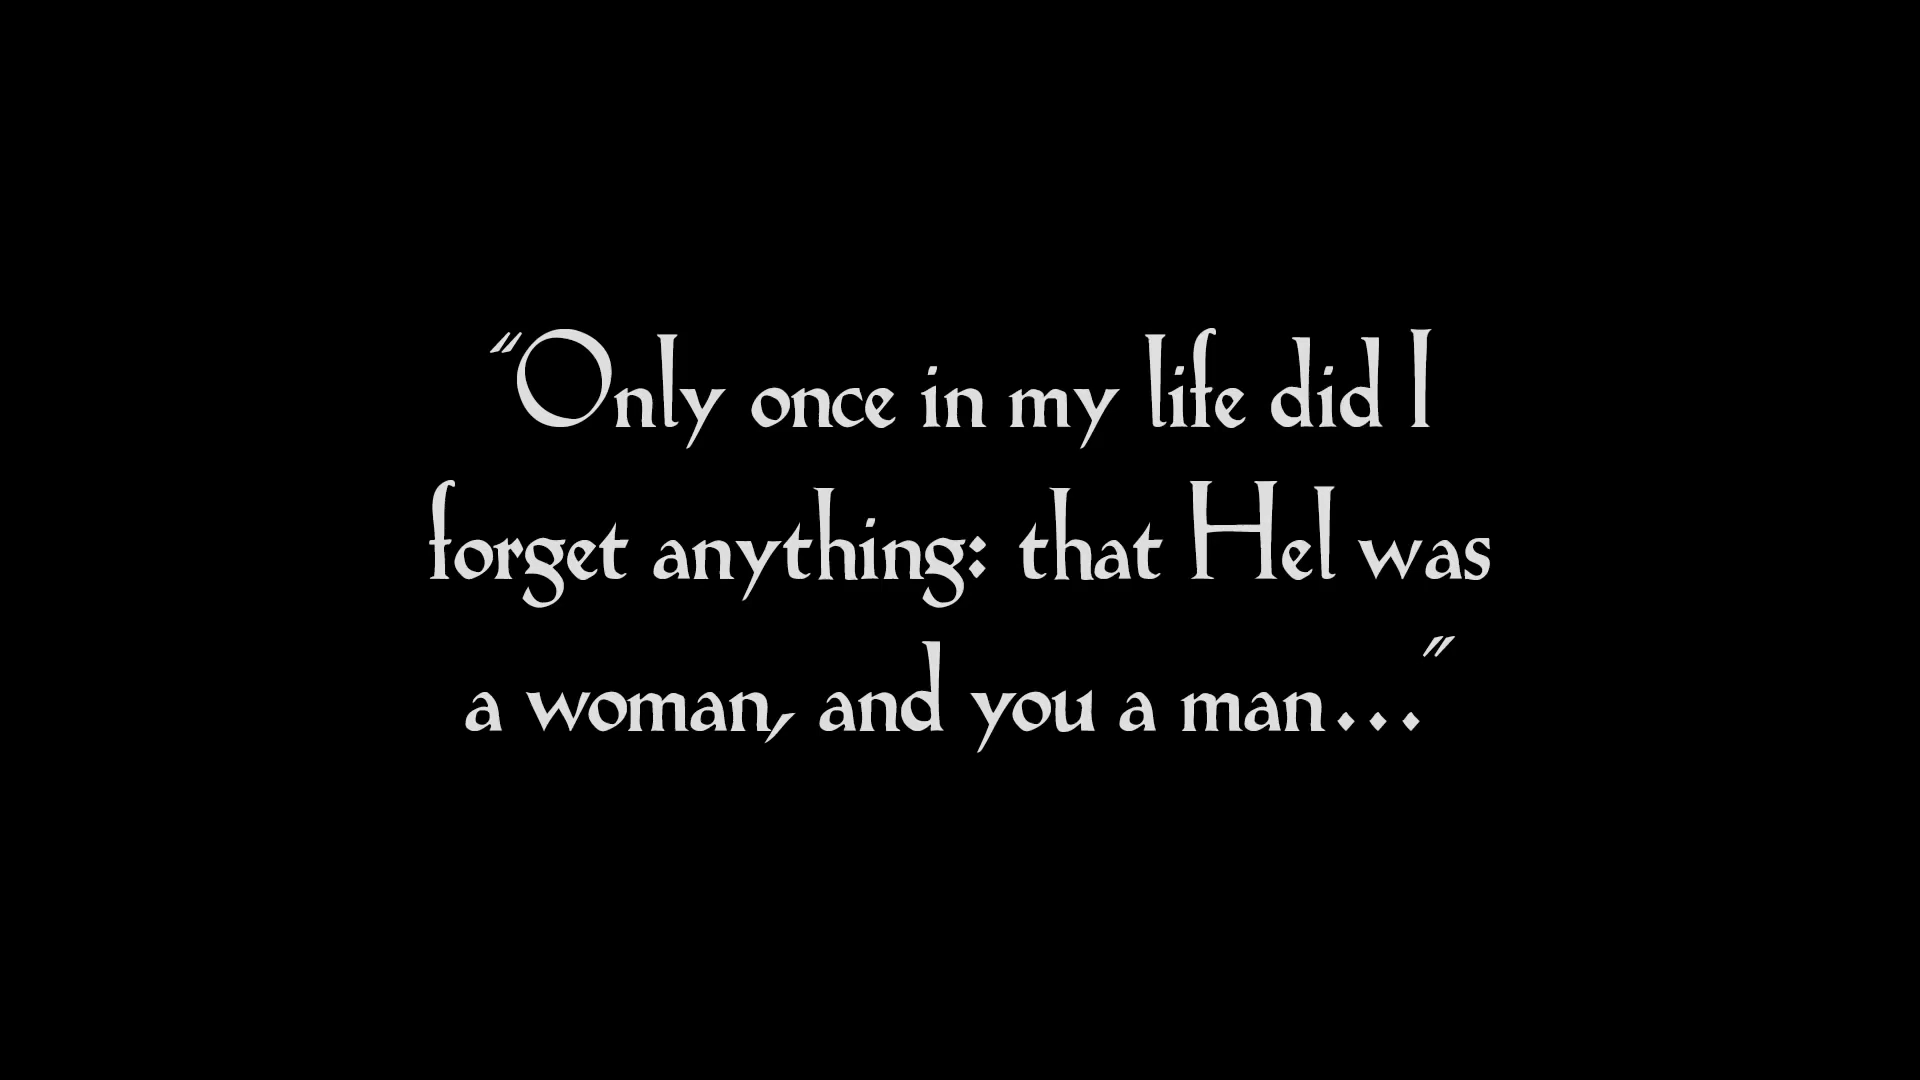 “Only once in my life did I
forget anything: that Hel was
a woman, and you a man...”